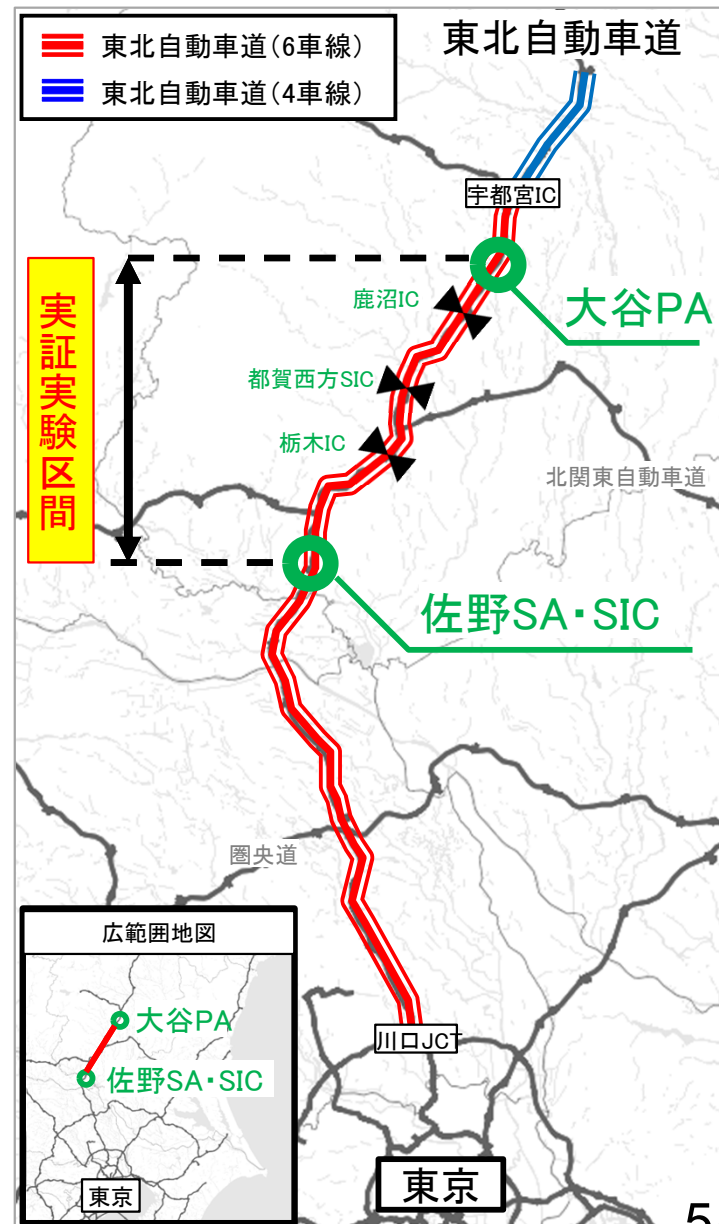 東北自動車道(6車線)
東北自動車道(4車線)
東北自動車道
宇都宮IC
大谷PA
鹿沼IC
都賀西方SIC
栃木IC
実証実験区間
北関東自動車道
佐野SA・SIC
圏央道
川口JCT
東京
広範囲地図
大谷PA
佐野SA・SIC
東京
5